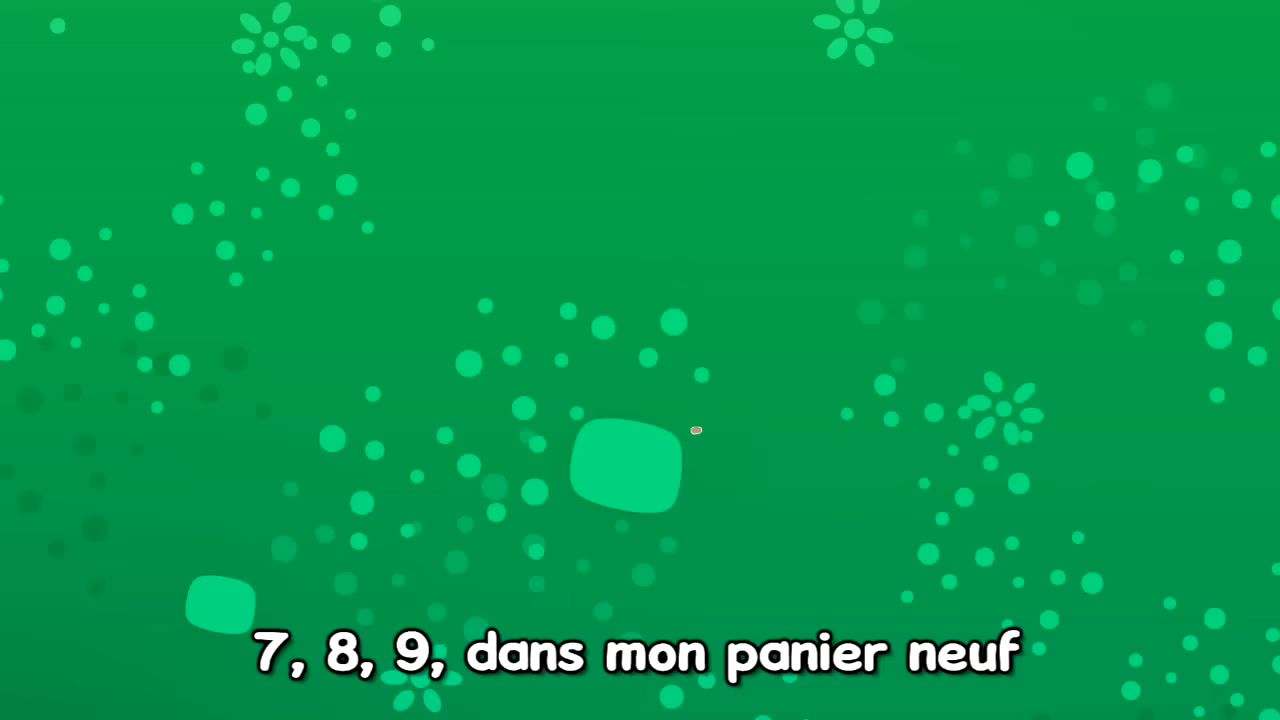 7, 8, 9, dans mon panier neuf